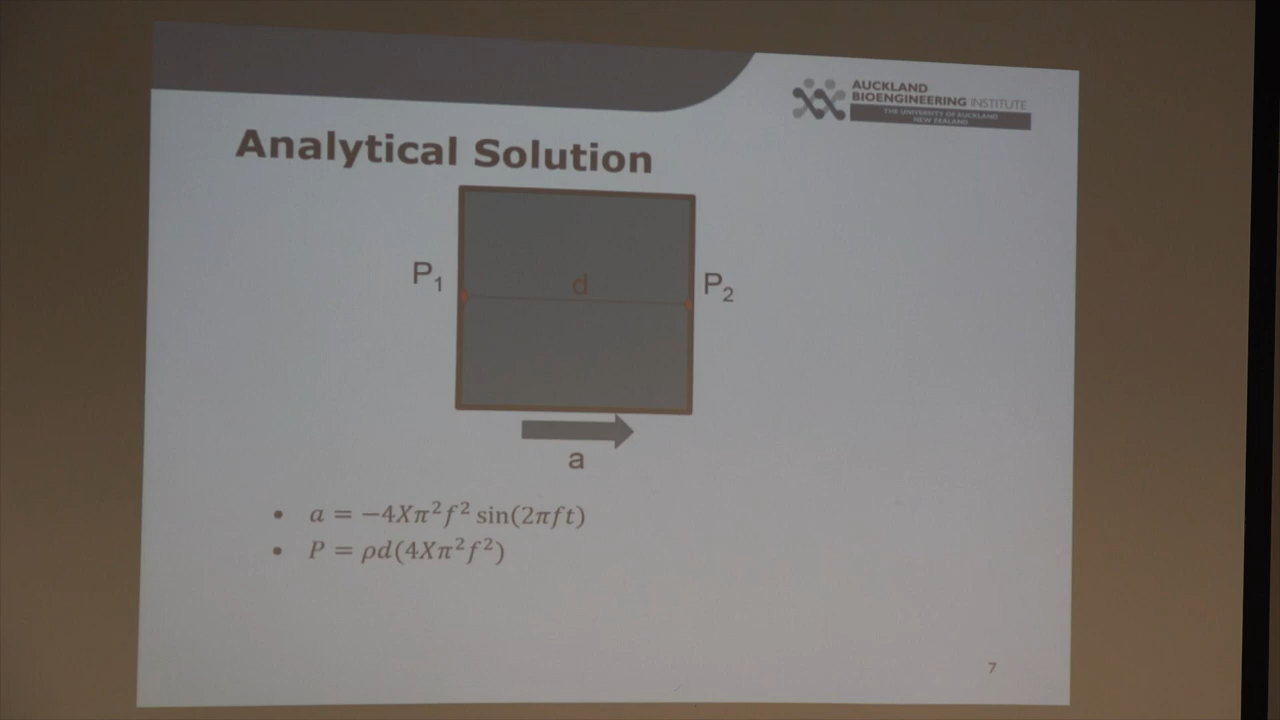 AUCKLAND
BIOENGINEERING INSTITUTE
THE UNIVERSITY OF AUCKLAND
NEW ZEALAND
Analytical Solution
P₁
d
P₂
a
• a = −4Xπ²f² sin(2πft)
• P = ρd(4Xπ²f²)
7